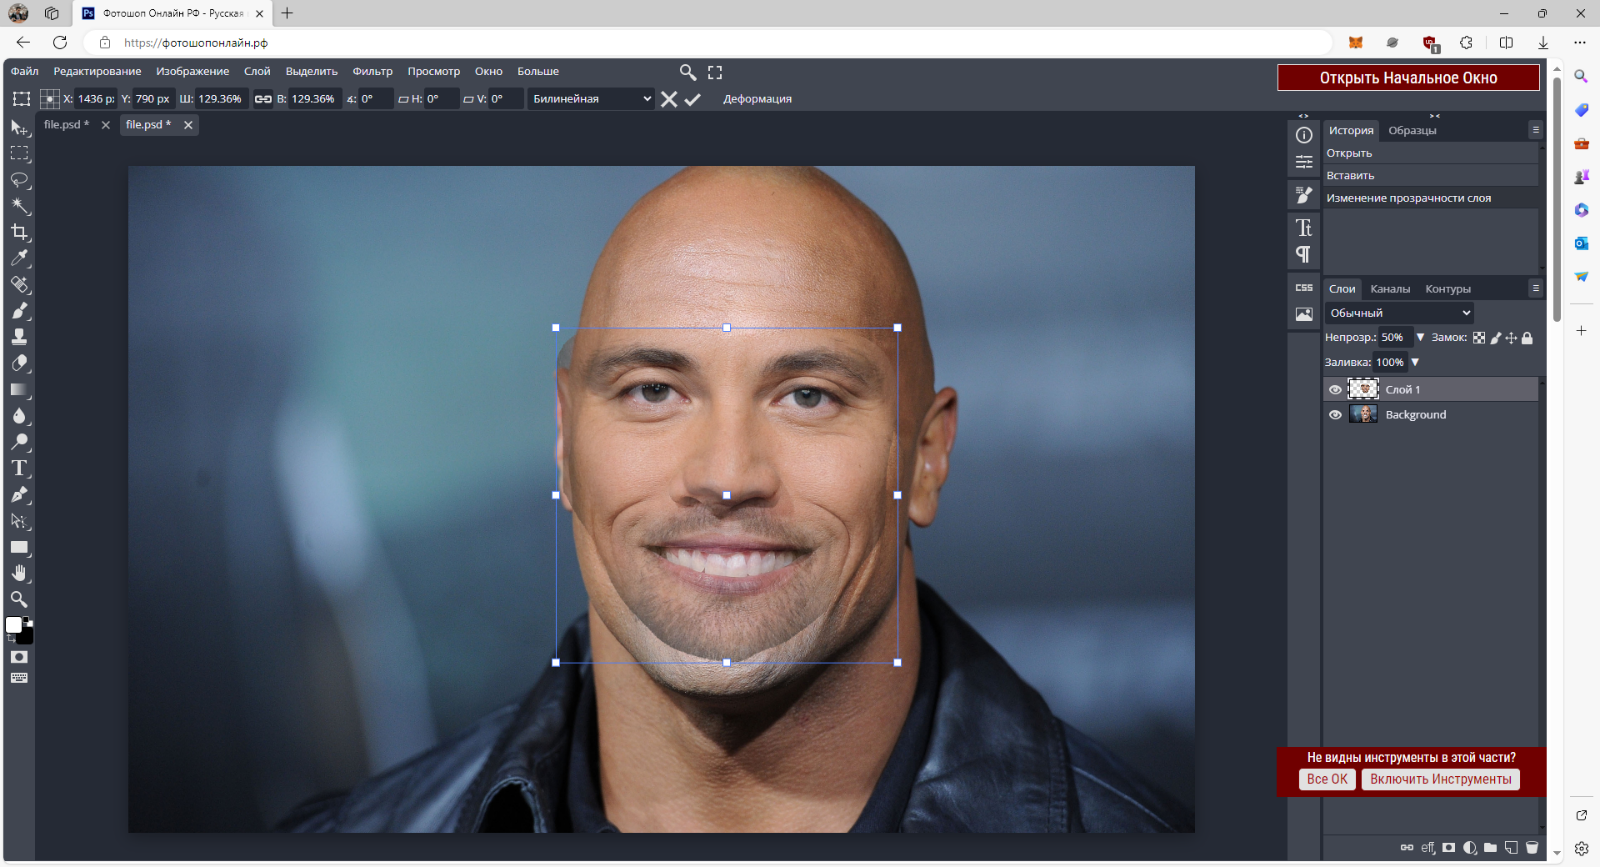 Фотошоп Онлайн РФ - Русская
https://фотошопонлайн.рф
Файл Редактирование Изображение Слой Выделить Фильтр Просмотр Окно Больше
Открыть Начальное Окно
X: 1436 p: Y: 790 px Ш: 129.36% В: 129.36% ∡: 0° H: 0° V: 0° Билинейная Деформация
file.psd * file.psd *
История Образцы
Открыть
Вставить
Изменение прозрачности слоя
CSS
Слои Каналы Контуры
Обычный
Непрозр.: 50% Замок:
Заливка: 100%
Слой 1
Background
Не видны инструменты в этой части?
Все ОК Включить Инструменты
eff